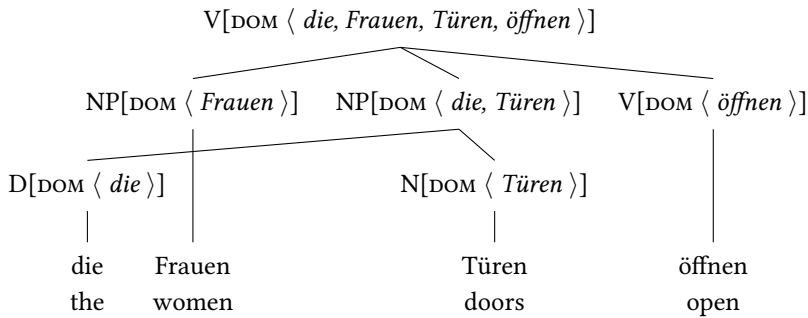 V[DOM ⟨ die, Frauen, Türen, öffnen ⟩]
NP[DOM ⟨ Frauen ⟩] NP[DOM ⟨ die, Türen ⟩] V[DOM ⟨ öffnen ⟩]
D[DOM ⟨ die ⟩] N[DOM ⟨ Türen ⟩]
die Frauen Türen öffnen
the women doors open